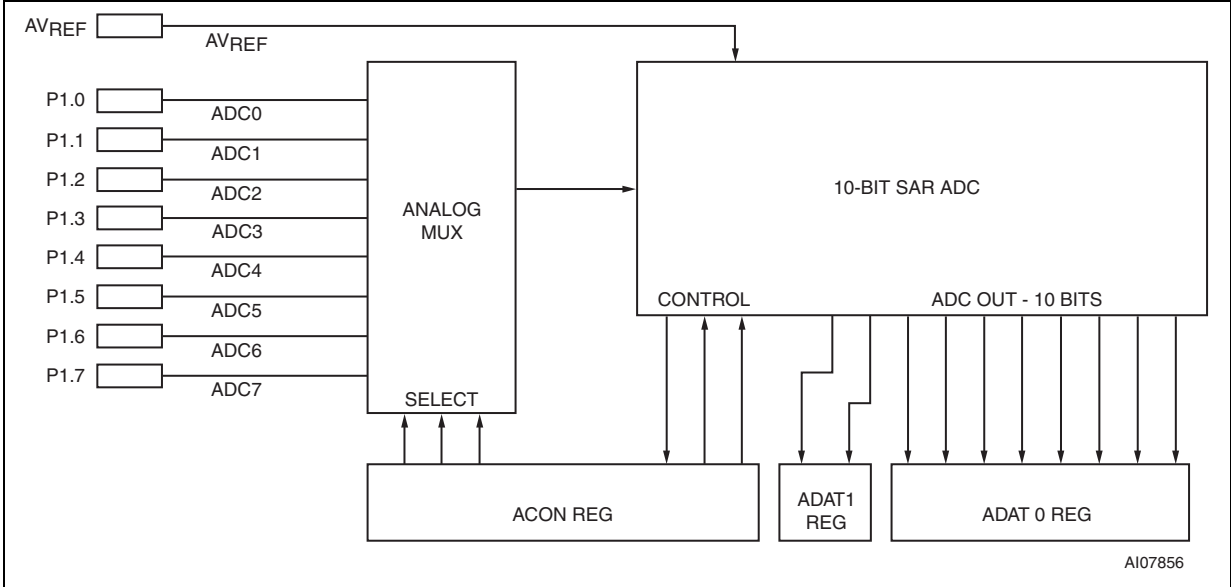 AVREF
AVREF
P1.0
ADC0
P1.1
ADC1
P1.2
ADC2
P1.3
ADC3
P1.4
ADC4
P1.5
ADC5
P1.6
ADC6
P1.7
ADC7
ANALOG
MUX
SELECT
10-BIT SAR ADC
CONTROL
ADC OUT - 10 BITS
ACON REG
ADAT1
REG
ADAT 0 REG
AI07856